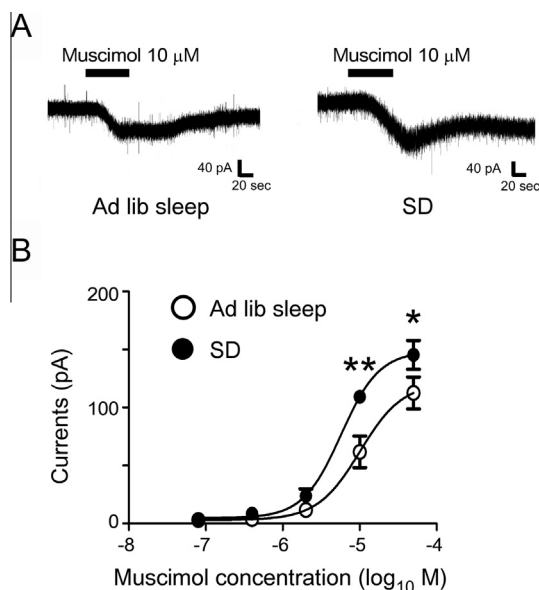 A
Muscimol 10 μM
Muscimol 10 μM
40 pA
20 sec
40 pA
20 sec
Ad lib sleep
SD
B
200
100
0
Currents (pA)
Ad lib sleep
SD
**
*
-8
-7
-6
-5
-4
Muscimol concentration (log10 M)